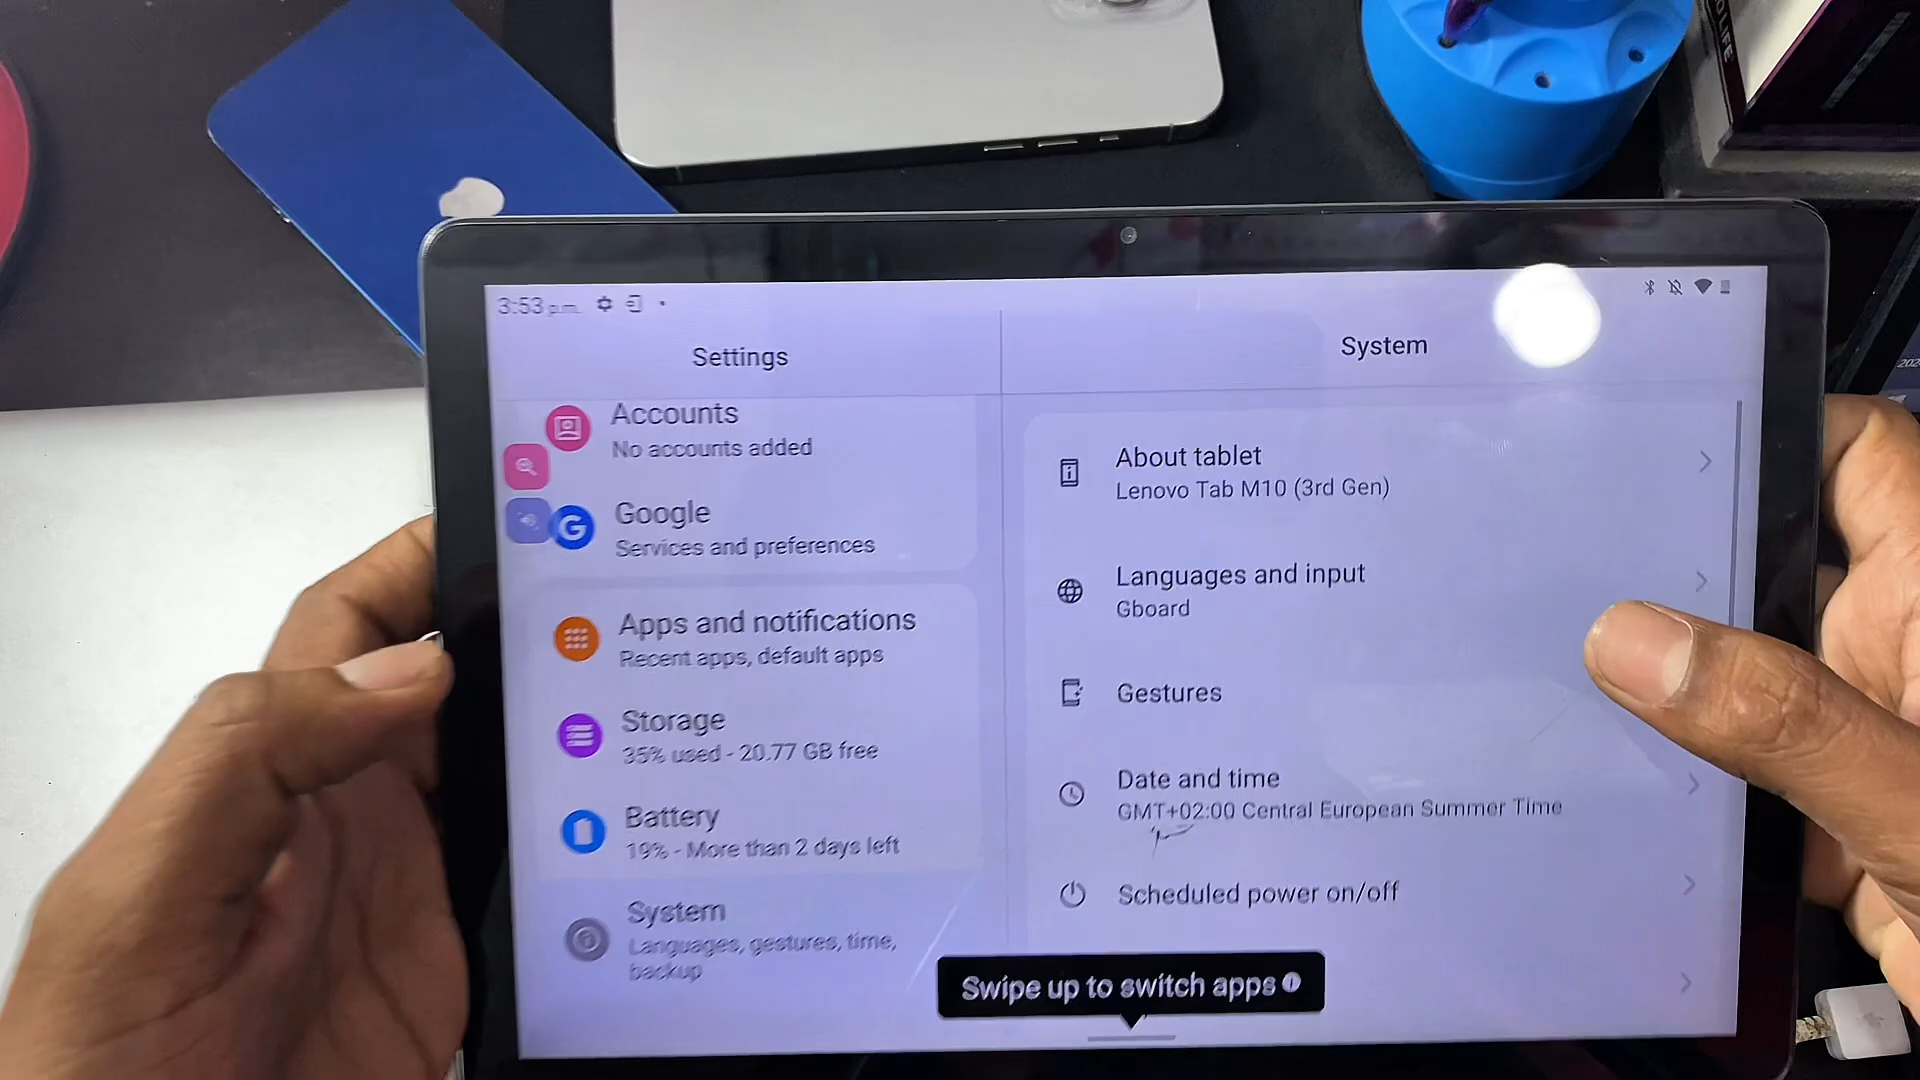 3:53 p.m.
Settings
System
Accounts
No accounts added
Google
Services and preferences
Apps and notifications
Recent apps, default apps
Storage
35% used - 20.77 GB free
Battery
19% - More than 2 days left
System
Languages, gestures, time,
backup
About tablet
Lenovo Tab M10 (3rd Gen)
Languages and input
Gboard
Gestures
Date and time
GMT+02:00 Central European Summer Time
Scheduled power on/off
Swipe up to switch apps